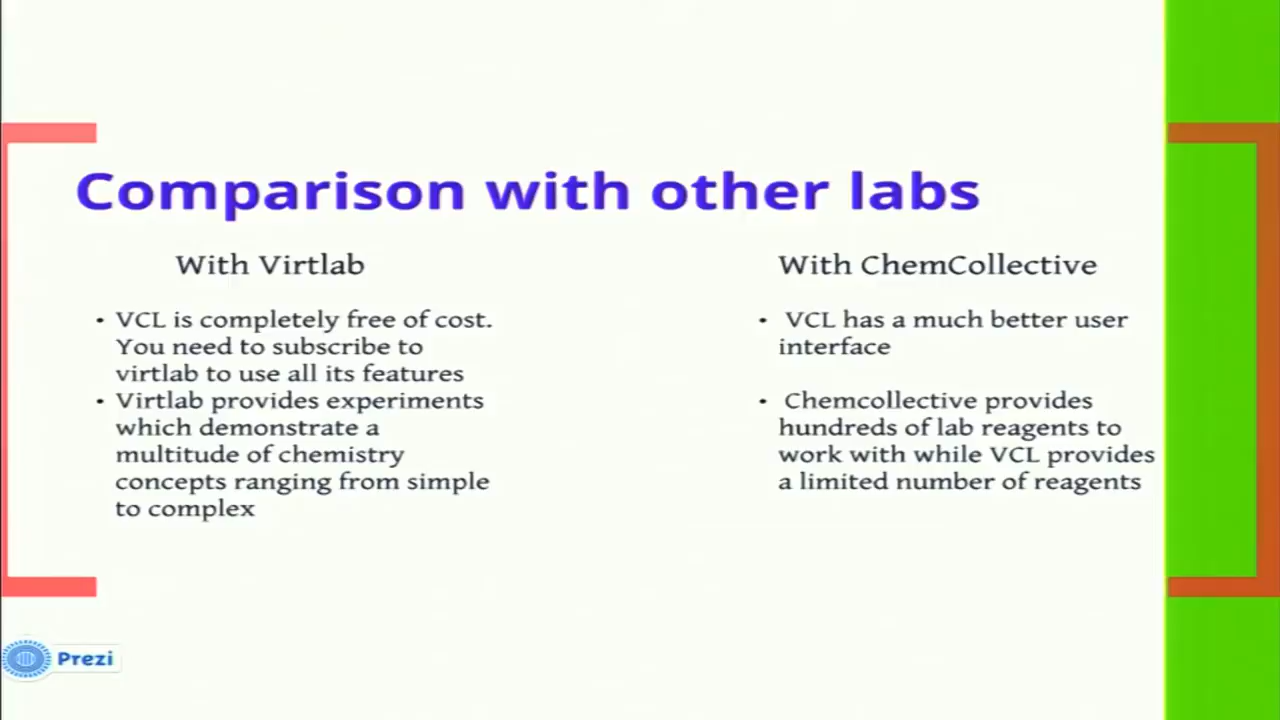 Comparison with other labs
With Virtlab
• VCL is completely free of cost.
You need to subscribe to
virtlab to use all its features
• Virtlab provides experiments
which demonstrate a
multitude of chemistry
concepts ranging from simple
to complex
With ChemCollective
• VCL has a much better user
interface
• Chemcollective provides
hundreds of lab reagents to
work with while VCL provides
a limited number of reagents
Prezi